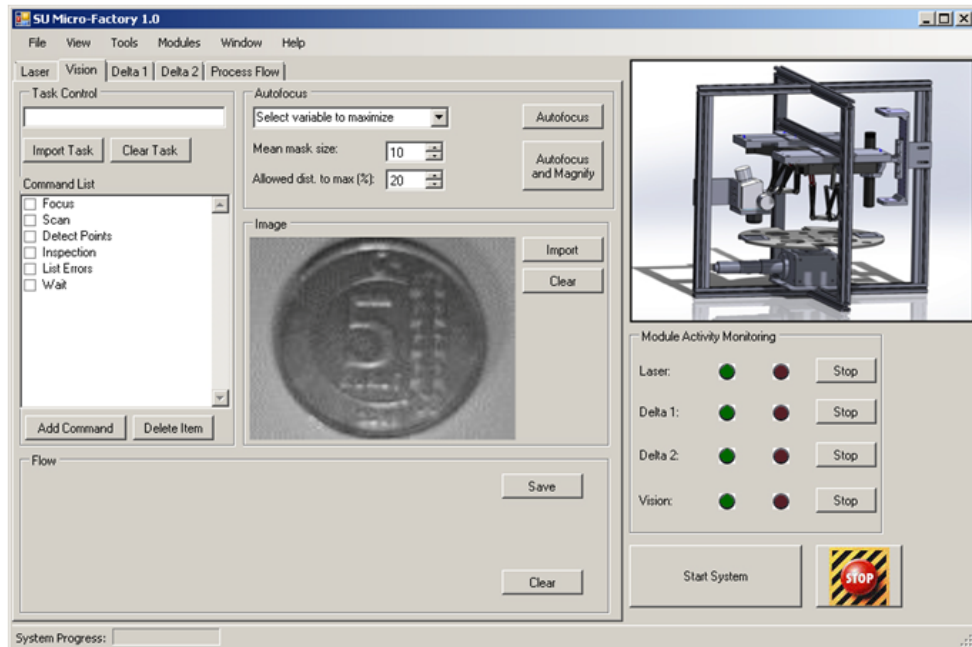 SU Micro-Factory 1.0
File View Tools Modules Window Help
Laser Vision Delta 1 Delta 2 Process Flow
Task Control
Import Task Clear Task
Command List
Focus
Scan
Detect Points
Inspection
List Errors
Wait
Add Command Delete Item
Autofocus
Select variable to maximize
Autofocus
Mean mask size: 10
Allowed dist. to max (%): 20
Autofocus
and Magnify
Image
5
Import
Clear
Flow
Save
Clear
Module Activity Monitoring
Laser: Stop
Delta 1: Stop
Delta 2: Stop
Vision: Stop
Start System
STOP
System Progress: